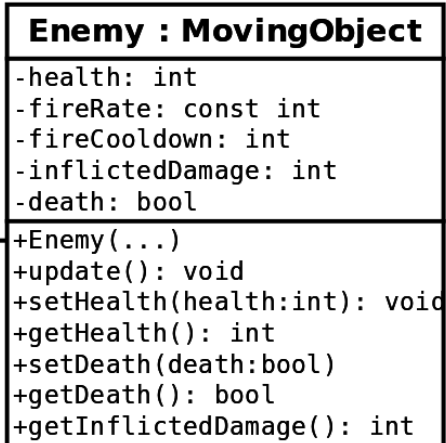 Enemy : MovingObject
-health: int
-fireRate: const int
-fireCooldown: int
-inflictedDamage: int
-death: bool
+Enemy(...)
+update(): void
+setHealth(health:int): void
+getHealth(): int
+setDeath(death:bool)
+getDeath(): bool
+getInflictedDamage(): int